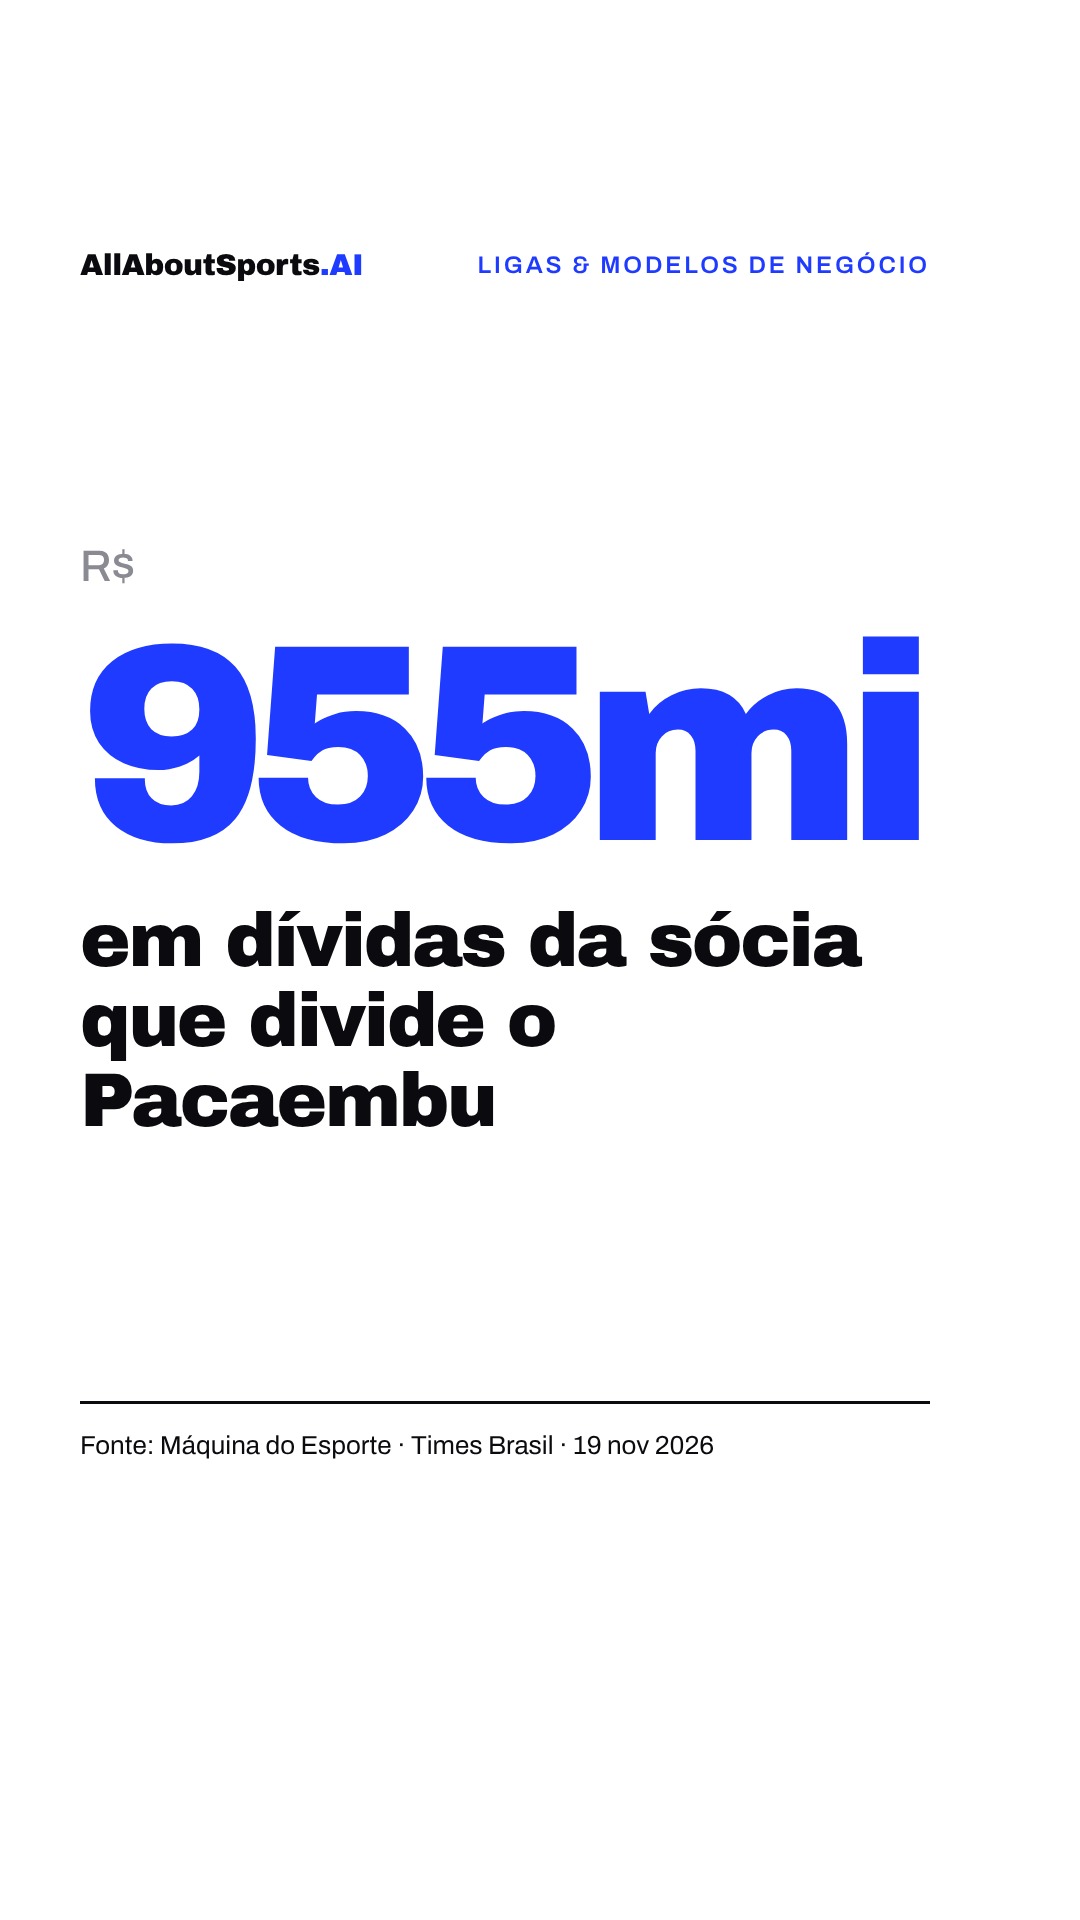 AllAboutSports.AI
LIGAS & MODELOS DE NEGÓCIO
R$
955mi
em dívidas da sócia
que divide o
Pacaembu
Fonte: Máquina do Esporte · Times Brasil · 19 nov 2026